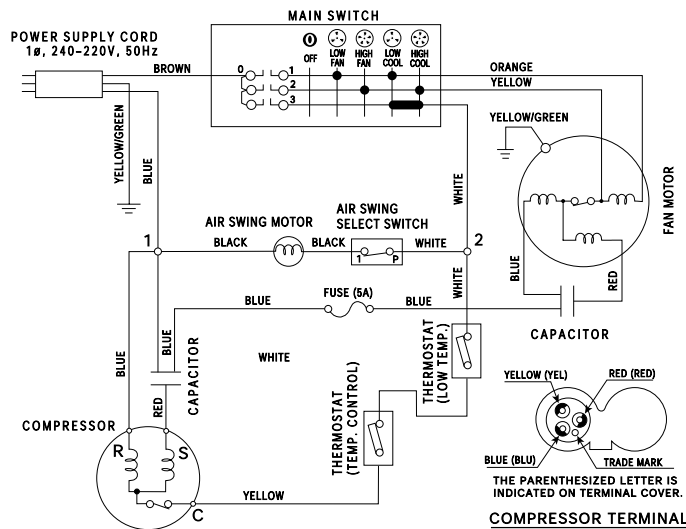 MAIN SWITCH
POWER SUPPLY CORD
1ø, 240-220V, 50Hz
OFF
LOW
FAN
HIGH
FAN
LOW
COOL
HIGH
COOL
BROWN
0
1
2
3
ORANGE
YELLOW
YELLOW/GREEN
YELLOW/GREEN
BLUE
WHITE
FAN MOTOR
AIR SWING MOTOR
AIR SWING
SELECT SWITCH
1
BLACK
BLACK
1
P
WHITE
2
BLUE
RED
WHITE
FUSE (5A)
BLUE
BLUE
CAPACITOR
BLUE
BLUE
CAPACITOR
WHITE
THERMOSTAT
(LOW TEMP.)
THERMOSTAT
(TEMP. CONTROL)
RED
COMPRESSOR
R
S
C
YELLOW
YELLOW (YEL)
RED (RED)
BLUE (BLU)
TRADE MARK
THE PARENTHESIZED LETTER IS
INDICATED ON TERMINAL COVER.
COMPRESSOR TERMINAL